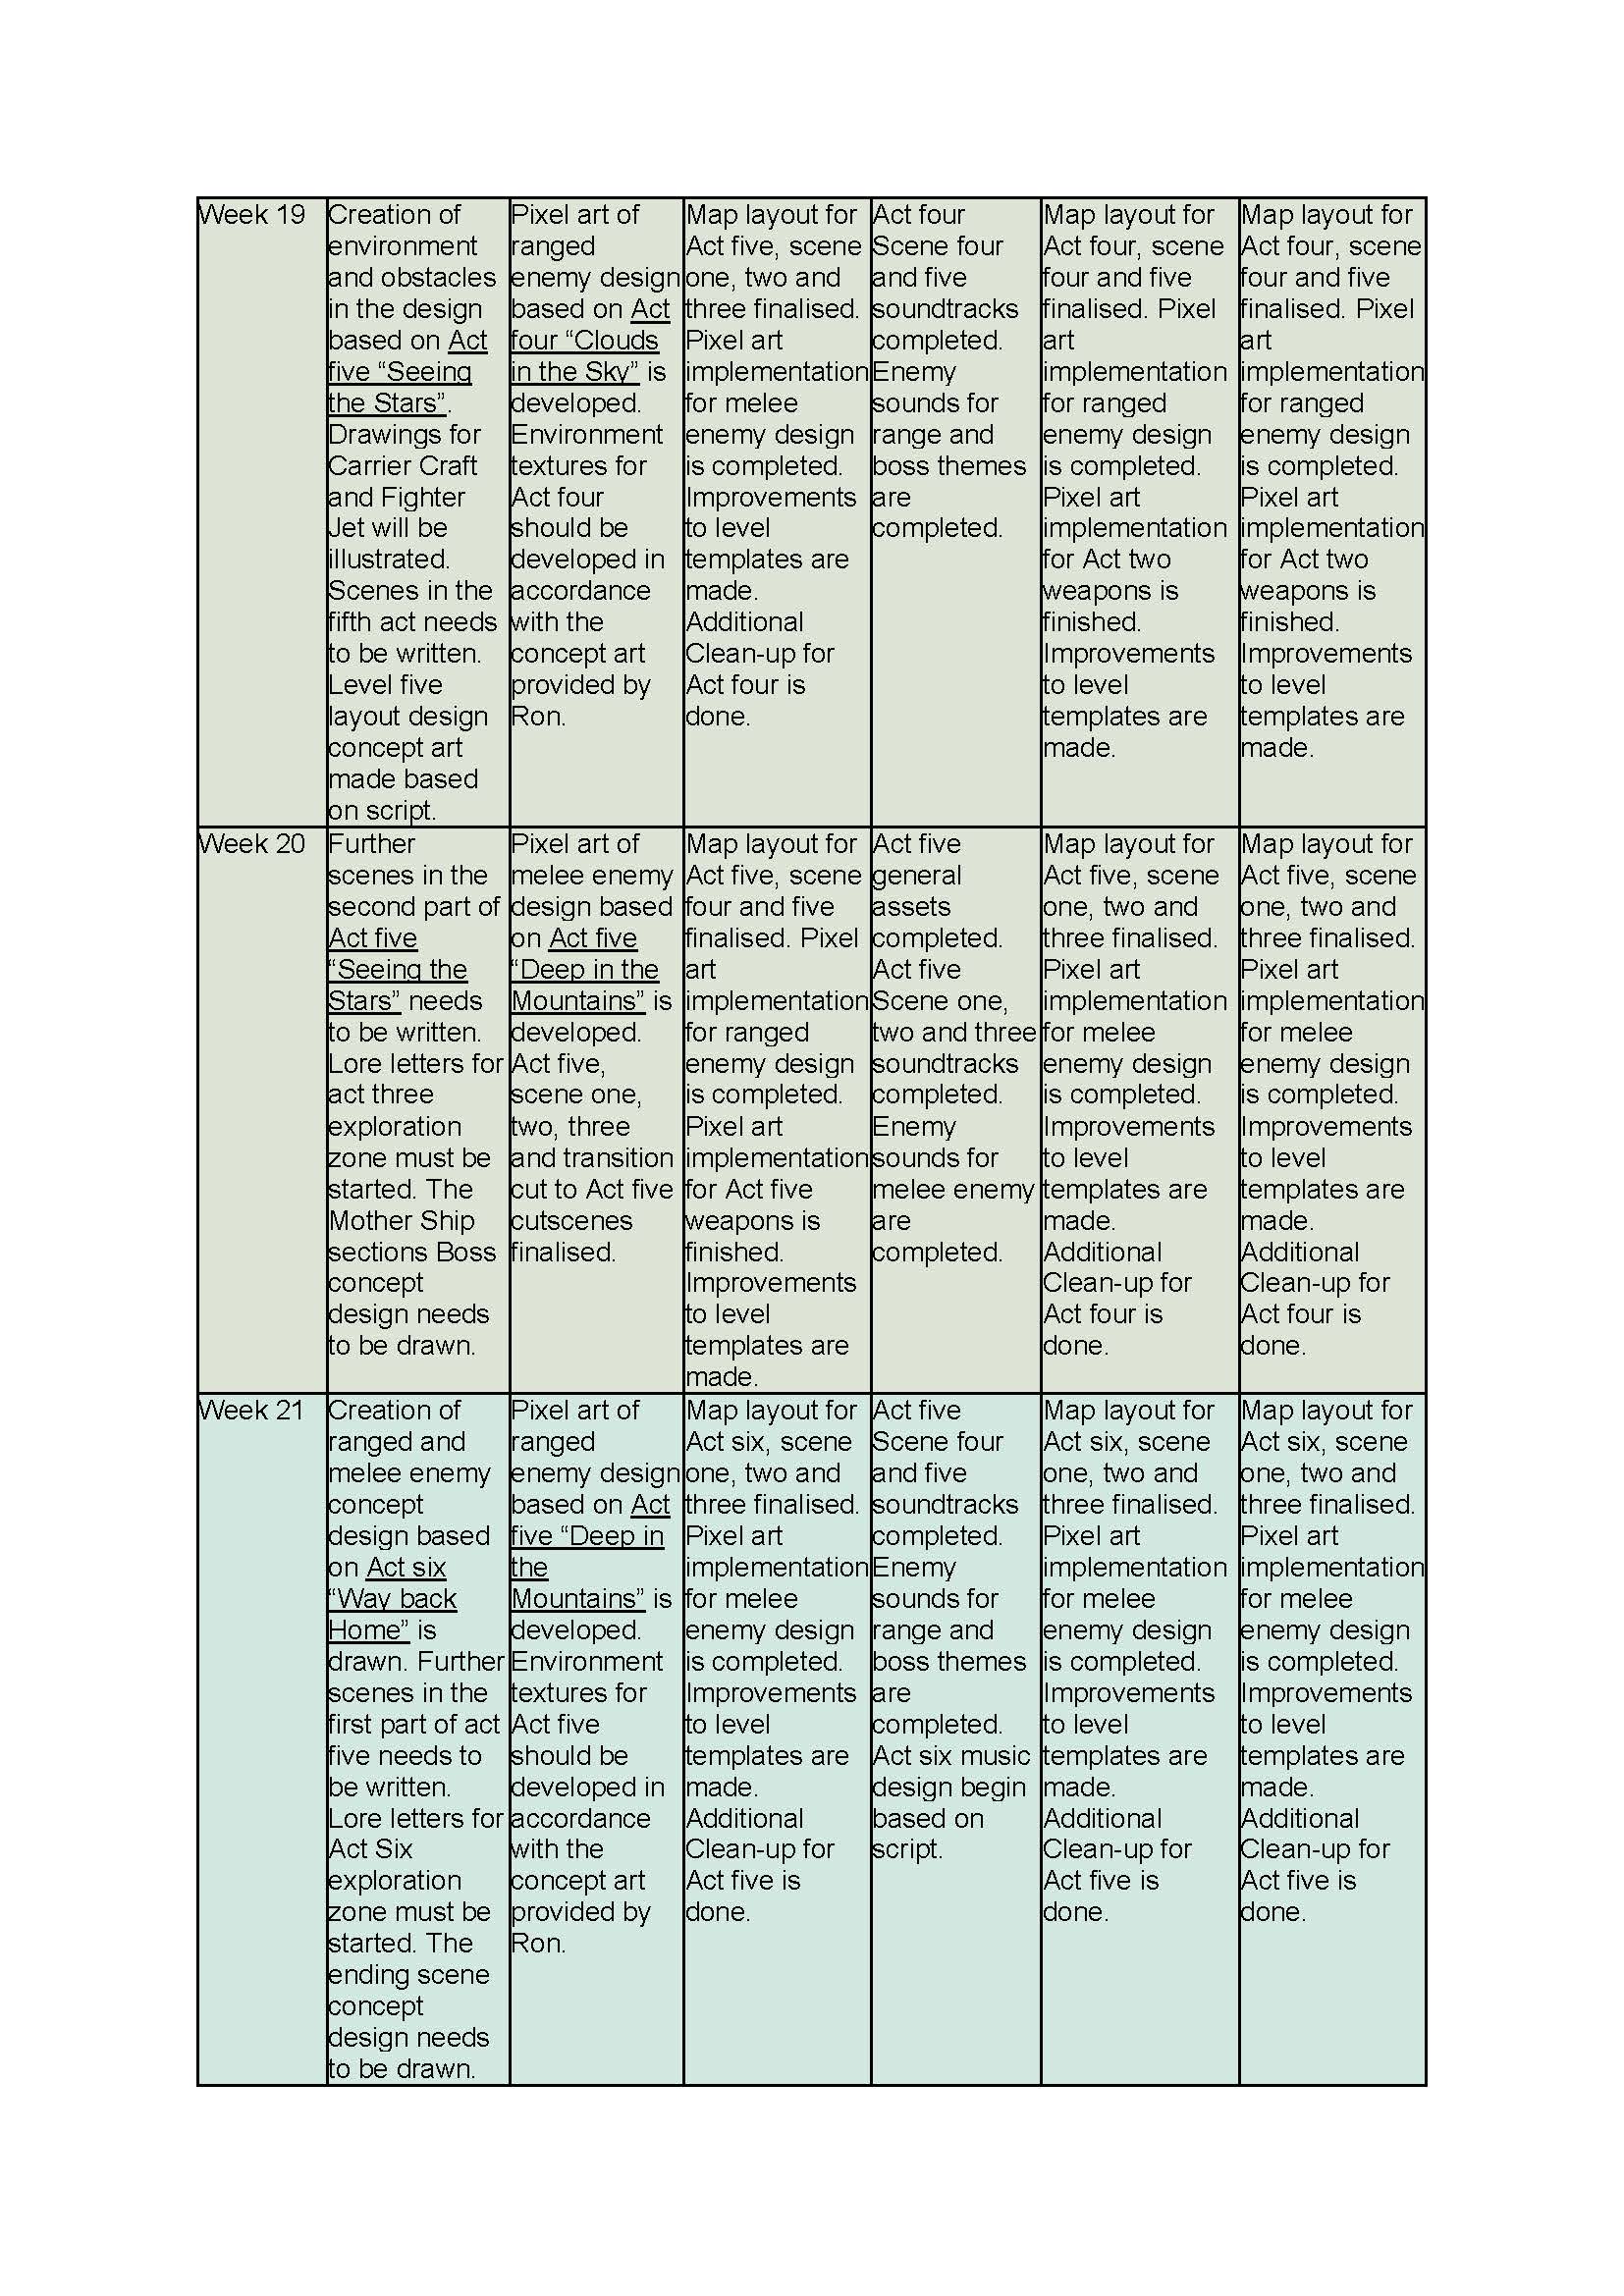 Week 19
Creation of
environment
and obstacles
in the design
based on Act
five “Seeing
the Stars”.
Drawings for
Carrier Craft
and Fighter
Jet will be
illustrated.
Scenes in the
fifth act needs
to be written.
Level five
layout design
concept art
made based
on script.
Pixel art of
ranged
enemy design
based on Act
four “Clouds
in the Sky” is
developed.
Environment
textures for
Act four
should be
developed in
accordance
with the
concept art
provided by
Ron.
Map layout for
Act five, scene
one, two and
three finalised.
Pixel art
implementation
for melee
enemy design
is completed.
Improvements
to level
templates are
made.
Additional
Clean-up for
Act four is
done.
Act four
Scene four
and five
soundtracks
completed.
Enemy
sounds for
range and
boss themes
are
completed.
Map layout for
Act four, scene
four and five
finalised. Pixel
art
implementation
for ranged
enemy design
is completed.
Pixel art
implementation
for Act two
weapons is
finished.
Improvements
to level
templates are
made.
Map layout for
Act four, scene
four and five
finalised. Pixel
art
implementation
for ranged
enemy design
is completed.
Pixel art
implementation
for Act two
weapons is
finished.
Improvements
to level
templates are
made.
Week 20
Further
scenes in the
second part of
Act five
“Seeing the
Stars” needs
to be written.
Lore letters for
act three
exploration
zone must be
started. The
Mother Ship
sections Boss
concept
design needs
to be drawn.
Pixel art of
melee enemy
design based
on Act five
“Deep in the
Mountains” is
developed.
Act five,
scene one,
two, three
and transition
cut to Act five
cutscenes
finalised.
Map layout for
Act five, scene
four and five
finalised. Pixel
art
implementation
for ranged
enemy design
is completed.
Pixel art
implementation
for Act five
weapons is
finished.
Improvements
to level
templates are
made.
Act five
general
assets
completed.
Act five
Scene one,
two and three
soundtracks
completed.
Enemy
sounds for
melee enemy
are
completed.
Map layout for
Act five, scene
one, two and
three finalised.
Pixel art
implementation
for melee
enemy design
is completed.
Improvements
to level
templates are
made.
Additional
Clean-up for
Act four is
done.
Map layout for
Act five, scene
one, two and
three finalised.
Pixel art
implementation
for melee
enemy design
is completed.
Improvements
to level
templates are
made.
Additional
Clean-up for
Act four is
done.
Week 21
Creation of
ranged and
melee enemy
concept
design based
on Act six
“Way back
Home” is
drawn. Further
scenes in the
first part of act
five needs to
be written.
Lore letters for
Act Six
exploration
zone must be
started. The
ending scene
concept
design needs
to be drawn.
Pixel art of
ranged
enemy design
based on Act
five “Deep in
the
Mountains” is
developed.
Environment
textures for
Act five
should be
developed in
accordance
with the
concept art
provided by
Ron.
Map layout for
Act six, scene
one, two and
three finalised.
Pixel art
implementation
for melee
enemy design
is completed.
Improvements
to level
templates are
made.
Additional
Clean-up for
Act five is
done.
Act five
Scene four
and five
soundtracks
completed.
Enemy
sounds for
range and
boss themes
are
completed.
Act six music
design begin
based on
script.
Map layout for
Act six, scene
one, two and
three finalised.
Pixel art
implementation
for melee
enemy design
is completed.
Improvements
to level
templates are
made.
Additional
Clean-up for
Act five is
done.
Map layout for
Act six, scene
one, two and
three finalised.
Pixel art
implementation
for melee
enemy design
is completed.
Improvements
to level
templates are
made.
Additional
Clean-up for
Act five is
done.